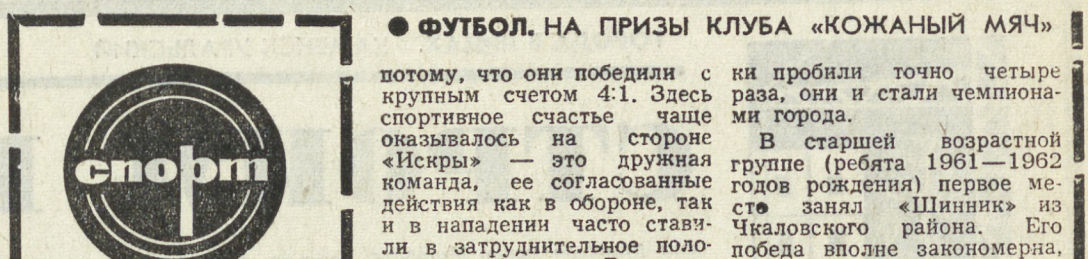 ● ФУТБОЛ. НА ПРИЗЫ КЛУБА «КОЖАНЫЙ МЯЧ»
спорт
потому, что они победили с
крупным счетом 4:1. Здесь
спортивное счастье чаще
оказывалось на стороне
«Искры» — это дружная
команда, ее согласованные
действия как в обороне, так
и в нападении часто стави-
ли в затруднительное поло-
ки пробили точно четыре
раза, они и стали чемпиона-
ми города.
В старшей возрастной
группе (ребята 1961—1962
годов рождения) первое ме-
сто занял «Шинник» из
Чкаловского района. Его
победа вполне закономерна,